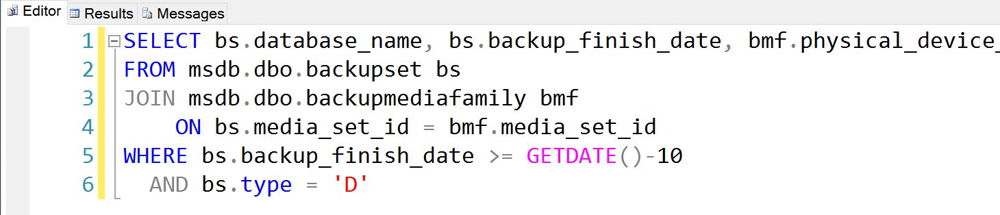 Editor Results Messages
1 SELECT bs.database_name, bs.backup_finish_date, bmf.physical_device_
2 FROM msdb.dbo.backupset bs
3 JOIN msdb.dbo.backupmediafamily bmf
4 ON bs.media_set_id = bmf.media_set_id
5 WHERE bs.backup_finish_date >= GETDATE()-10
6 AND bs.type = 'D'